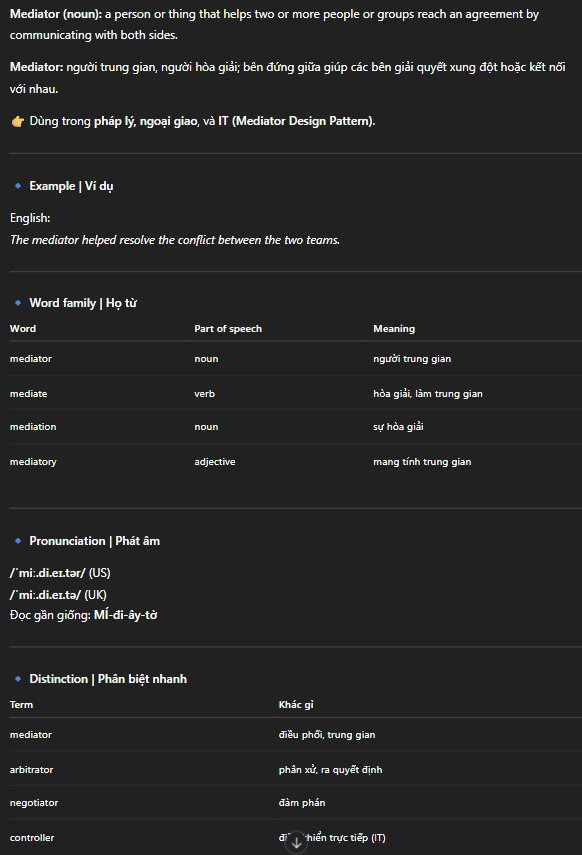 Mediator (noun): a person or thing that helps two or more people or groups reach an agreement by
communicating with both sides.
Mediator: người trung gian, người hòa giải; bên đứng giữa giúp các bên giải quyết xung đột hoặc kết nối
với nhau.
👉 Dùng trong pháp lý, ngoại giao, và IT (Mediator Design Pattern).
🔹 Example | Ví dụ
English:
The mediator helped resolve the conflict between the two teams.
🔹 Word family | Họ từ
Word Part of speech Meaning
mediator noun người trung gian
mediate verb hòa giải, làm trung gian
mediation noun sự hòa giải
mediatory adjective mang tính trung gian
🔹 Pronunciation | Phát âm
/ˈmiː.di.eɪ.tər/ (US)
/ˈmiː.di.eɪ.tə/ (UK)
Đọc gần giống: MÍ-đi-ây-tờ
🔹 Distinction | Phân biệt nhanh
Term Khác gì
mediator điều phối, trung gian
arbitrator phân xử, ra quyết định
negotiator đàm phán
controller khiển trực tiếp (IT)